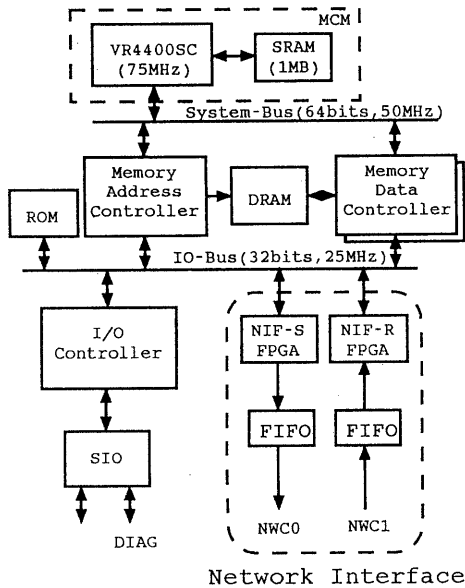 MCM
VR4400SC
(75MHz)
SRAM
(1MB)
System-Bus(64bits,50MHz)
Memory
Address
Controller
DRAM
Memory
Data
Controller
ROM
IO-Bus(32bits,25MHz)
I/O
Controller
NIF-S
FPGA
NIF-R
FPGA
FIFO
FIFO
SIO
DIAG
NWC0
NWC1
Network Interface